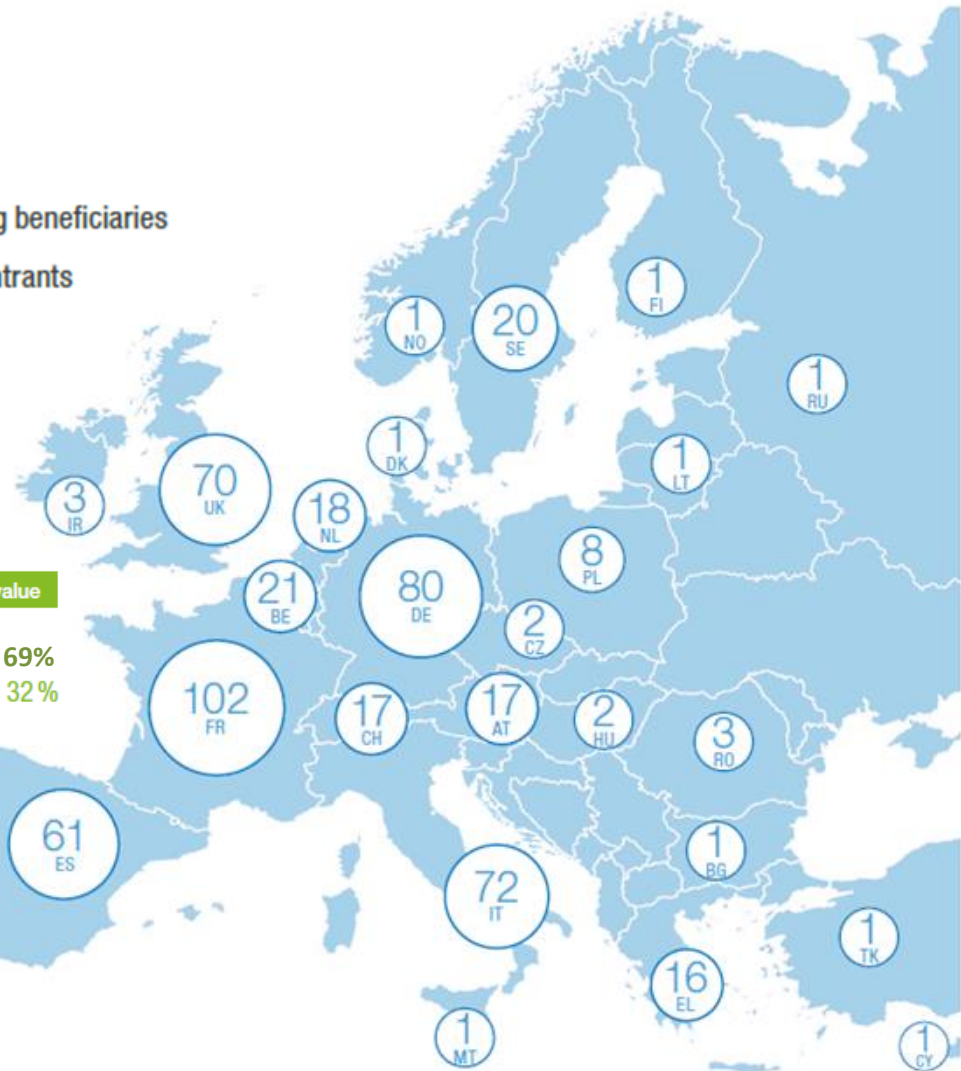 g beneficiaries
ntrants
1
FI
1
NO
20
SE
1
RU
1
DK
1
LT
70
UK
3
IR
18
NL
8
PL
value
21
BE
80
DE
2
CZ
69%
32 %
102
FR
17
CH
17
AT
2
HU
3
RO
61
ES
1
BG
72
IT
1
TK
16
EL
1
MT
1
CY